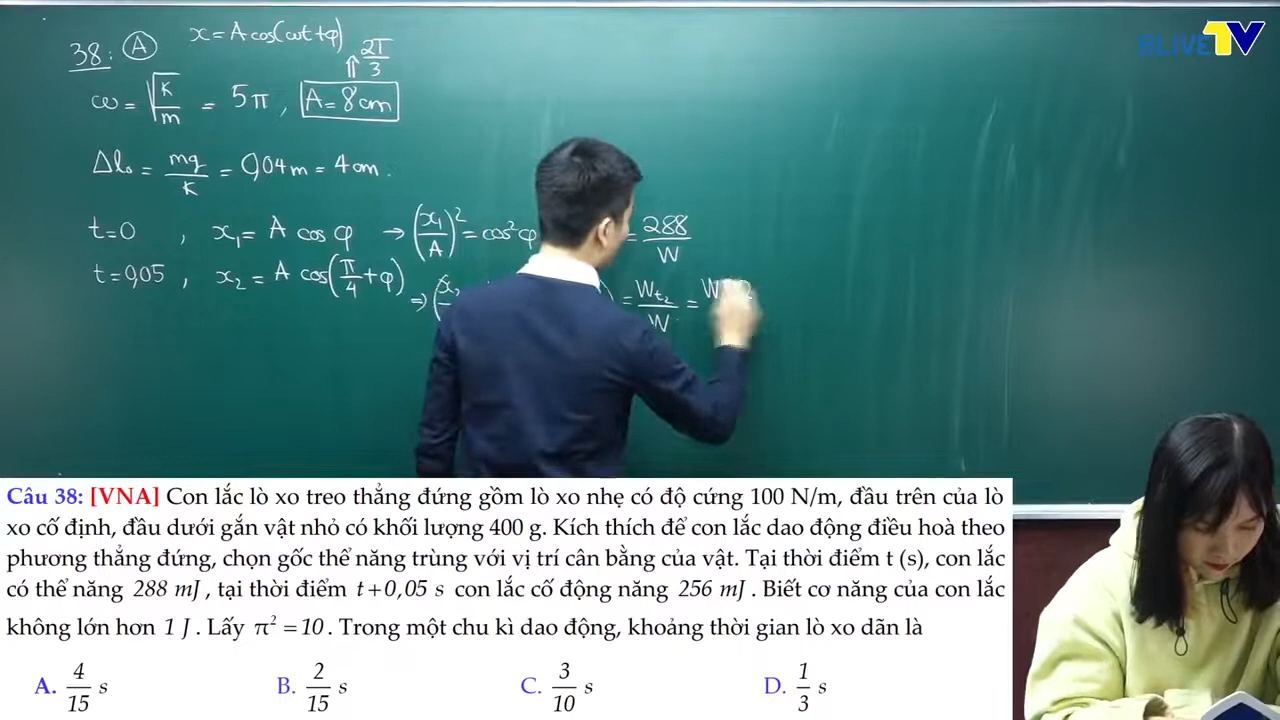 BLIVE TV
38: A x = A cos(ωt+φ)
2π/3
⇑
ω = √(K/m) = 5π , A = 8cm
Δl₀ = mg/K = 0,04m = 4 cm.
t=0 , x₁ = A cos φ → (x₁/A)² = cos²φ = 288/W
t=0,05 , x₂ = A cos(π/4 + φ)
⇒ = Wt₂/W =
Câu 38: [VNA] Con lắc lò xo treo thẳng đứng gồm lò xo nhẹ có độ cứng 100 N/m, đầu trên của lò
xo cố định, đầu dưới gắn vật nhỏ có khối lượng 400 g. Kích thích để con lắc dao động điều hoà theo
phương thẳng đứng, chọn gốc thế năng trùng với vị trí cân bằng của vật. Tại thời điểm t (s), con lắc
có thế năng 288 mJ, tại thời điểm t+0,05 s con lắc cố động năng 256 mJ. Biết cơ năng của con lắc
không lớn hơn 1 J. Lấy π² = 10. Trong một chu kì dao động, khoảng thời gian lò xo dãn là
A. 4/15 s B. 2/15 s C. 3/10 s D. 1/3 s